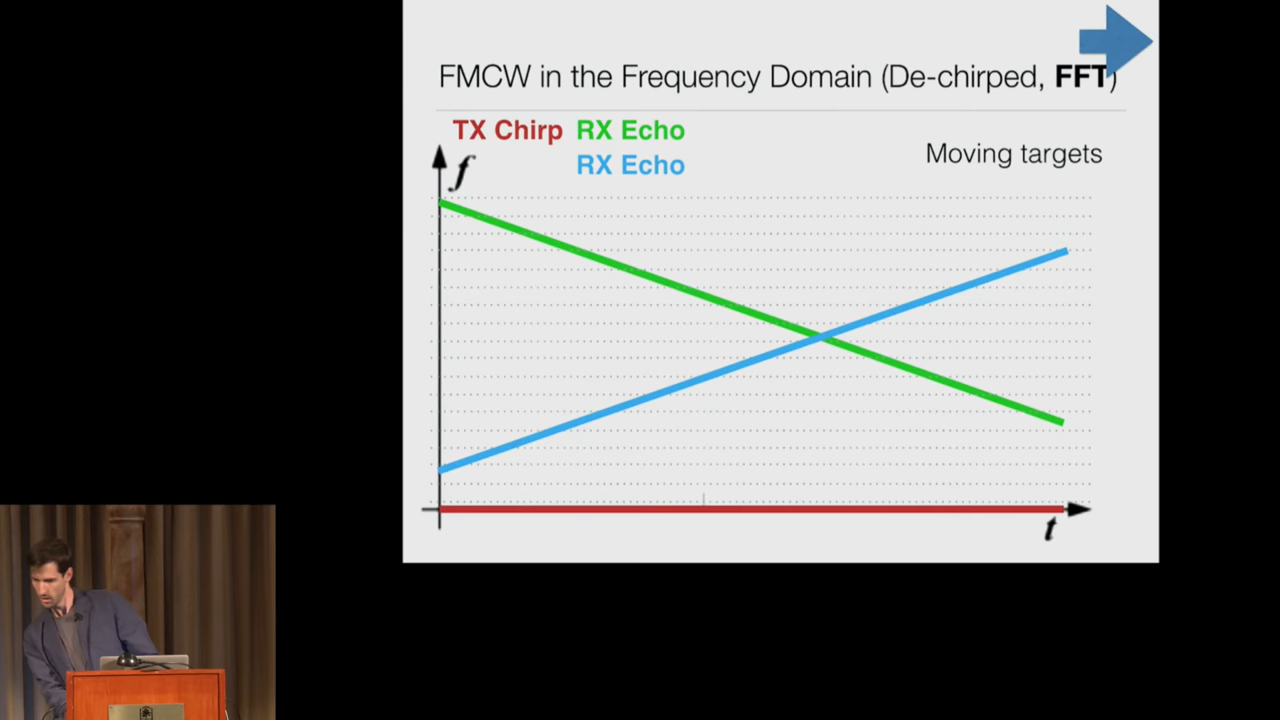 FMCW in the Frequency Domain (De-chirped, FFT)
TX Chirp RX Echo
RX Echo
Moving targets
f
t